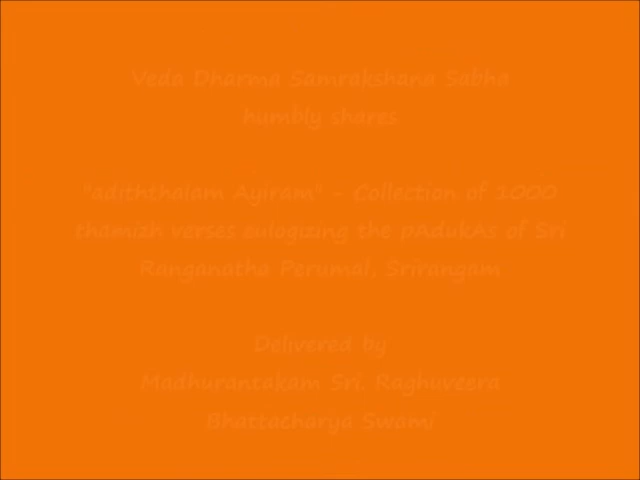 Veda Dharma Samrakshana Sabha
humbly shares
"adiththalam Ayiram" - Collection of 1000
thamizh verses eulogizing the pAdukAs of Sri
Ranganatha Perumal, Srirangam
Delivered by
Madhurantakam Sri. Raghuveera
Bhattacharya Swami